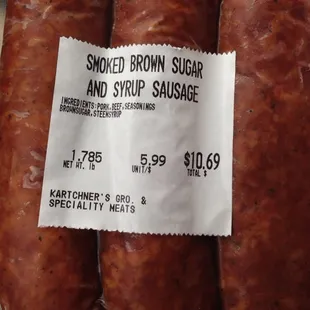 SMOKED BROWN SUGAR
AND SYRUP SAUSAGE
INGREDIENTS:PORK,BEEF,SEASONINGS
BROWNSUGAR,STEENSYRUP
1.785 5.99 $10.69
NET WT. lb UNIT/$ TOTAL $
KARTCHNER'S GRO. &
SPECIALITY MEATS